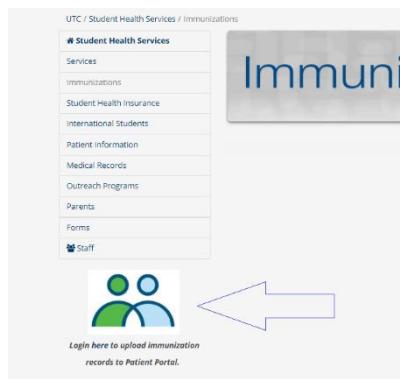 UTC / Student Health Services / Immunizations
Student Health Services
Services
Immunizations
Student Health Insurance
International Students
Patient Information
Medical Records
Outreach Programs
Parents
Forms
Staff
Immuni
Login here to upload immunization
records to Patient Portal.